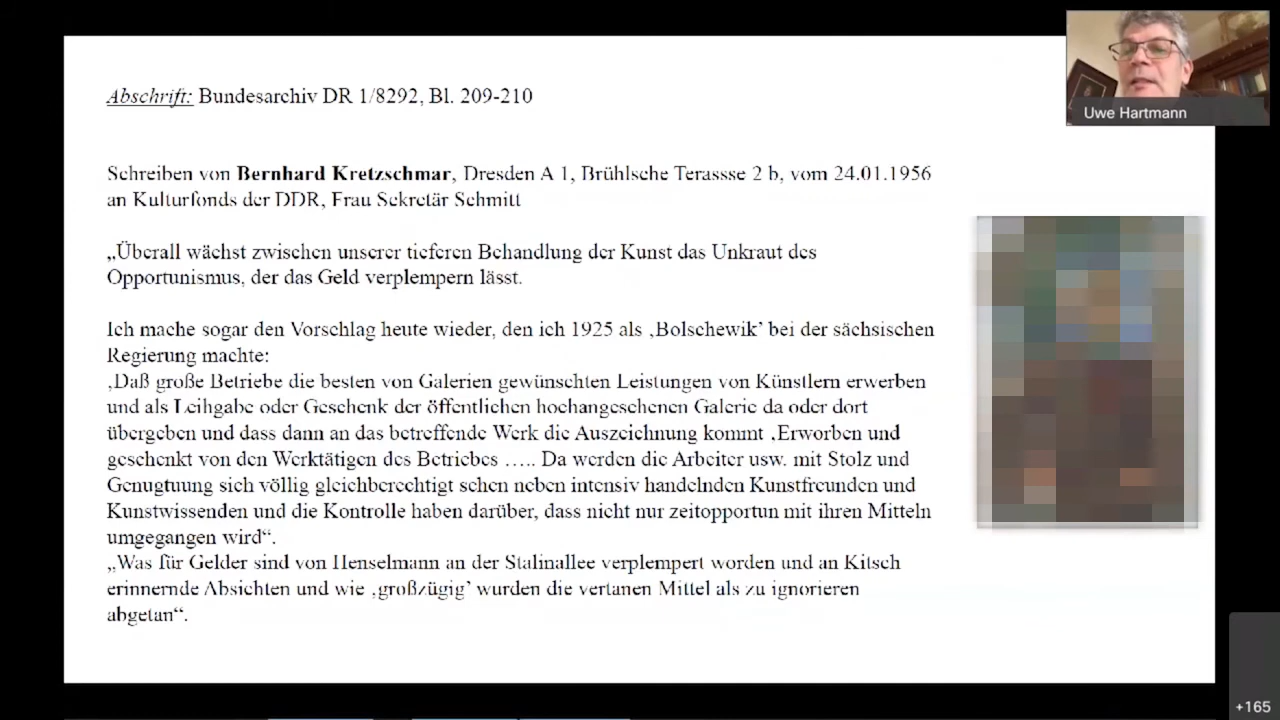 Abschrift: Bundesarchiv DR 1/8292, Bl. 209-210
Uwe Hartmann
Schreiben von Bernhard Kretzschmar, Dresden A 1, Brühlsche Terassse 2 b, vom 24.01.1956
an Kulturfonds der DDR, Frau Sekretär Schmitt
„Überall wächst zwischen unserer tieferen Behandlung der Kunst das Unkraut des
Opportunismus, der das Geld verplempern lässt.
Ich mache sogar den Vorschlag heute wieder, den ich 1925 als ‚Bolschewik’ bei der sächsischen
Regierung machte:
‚Daß große Betriebe die besten von Galerien gewünschten Leistungen von Künstlern erwerben
und als Leihgabe oder Geschenk der öffentlichen hochangesehenen Galerie da oder dort
übergeben und dass dann an das betreffende Werk die Auszeichnung kommt ‚Erworben und
geschenkt von den Werktätigen des Betriebes ….. Da werden die Arbeiter usw. mit Stolz und
Genugtuung sich völlig gleichberechtigt sehen neben intensiv handelnden Kunstfreunden und
Kunstwissenden und die Kontrolle haben darüber, dass nicht nur zeitopportun mit ihren Mitteln
umgegangen wird“.
„Was für Gelder sind von Henselmann an der Stalinallee verplempert worden und an Kitsch
erinnernde Absichten und wie ‚großzügig’ wurden die vertanen Mittel als zu ignorieren
abgetan“.
+165